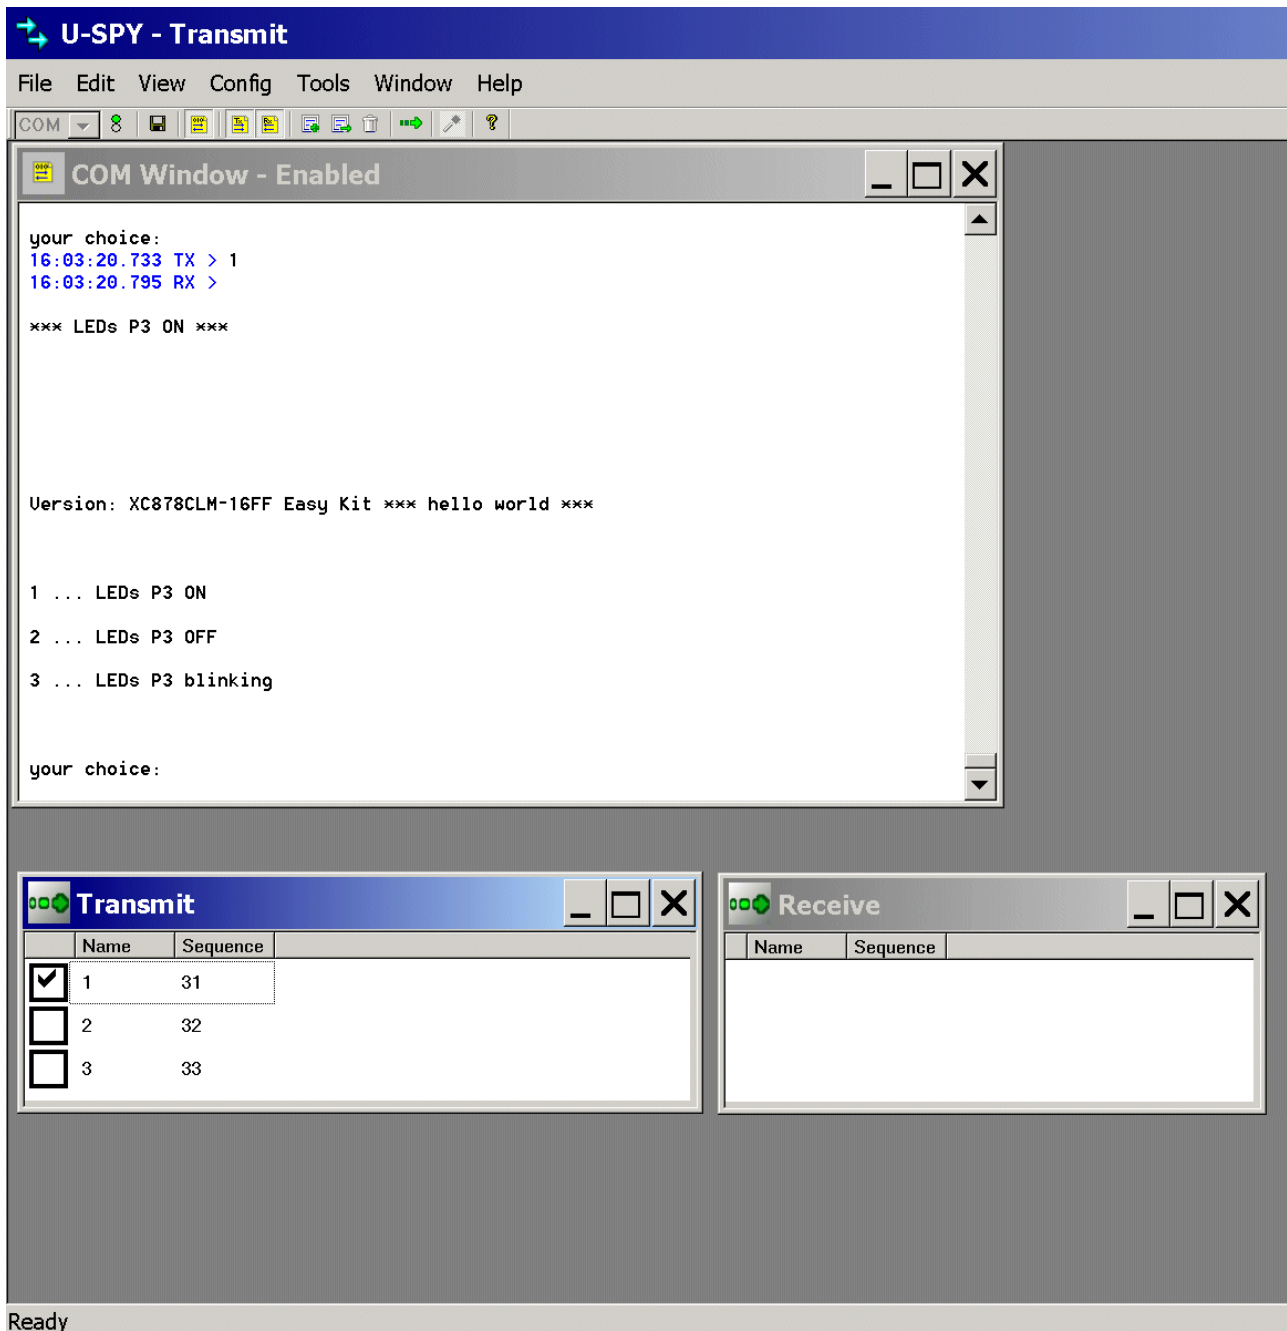 U-SPY - Transmit
File Edit View Config Tools Window Help
COM
COM Window - Enabled
your choice:
16:03:20.733 TX > 1
16:03:20.795 RX >
*** LEDs P3 ON ***
Version: XC878CLM-16FF Easy Kit *** hello world ***
1 ... LEDs P3 ON
2 ... LEDs P3 OFF
3 ... LEDs P3 blinking
your choice:
Transmit
Name Sequence
1 31
2 32
3 33
Receive
Name Sequence
Ready